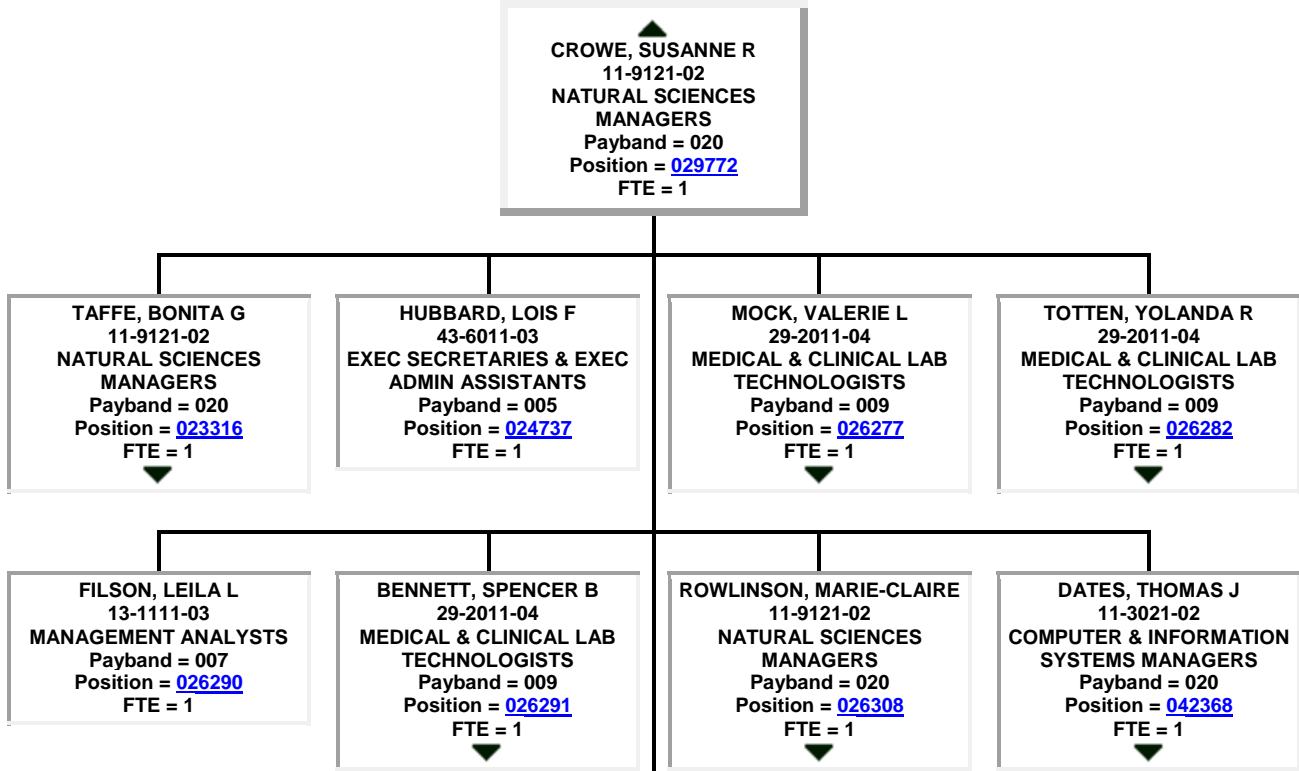 CROWE, SUSANNE R
11-9121-02
NATURAL SCIENCES
MANAGERS
Payband = 020
Position = 029772
FTE = 1
TAFFE, BONITA G
11-9121-02
NATURAL SCIENCES
MANAGERS
Payband = 020
Position = 023316
FTE = 1
HUBBARD, LOIS F
43-6011-03
EXEC SECRETARIES & EXEC
ADMIN ASSISTANTS
Payband = 005
Position = 024737
FTE = 1
MOCK, VALERIE L
29-2011-04
MEDICAL & CLINICAL LAB
TECHNOLOGISTS
Payband = 009
Position = 026277
FTE = 1
TOTTEN, YOLANDA R
29-2011-04
MEDICAL & CLINICAL LAB
TECHNOLOGISTS
Payband = 009
Position = 026282
FTE = 1
FILSON, LEILA L
13-1111-03
MANAGEMENT ANALYSTS
Payband = 007
Position = 026290
FTE = 1
BENNETT, SPENCER B
29-2011-04
MEDICAL & CLINICAL LAB
TECHNOLOGISTS
Payband = 009
Position = 026291
FTE = 1
ROWLINSON, MARIE-CLAIRE
11-9121-02
NATURAL SCIENCES
MANAGERS
Payband = 020
Position = 026308
FTE = 1
DATES, THOMAS J
11-3021-02
COMPUTER & INFORMATION
SYSTEMS MANAGERS
Payband = 020
Position = 042368
FTE = 1